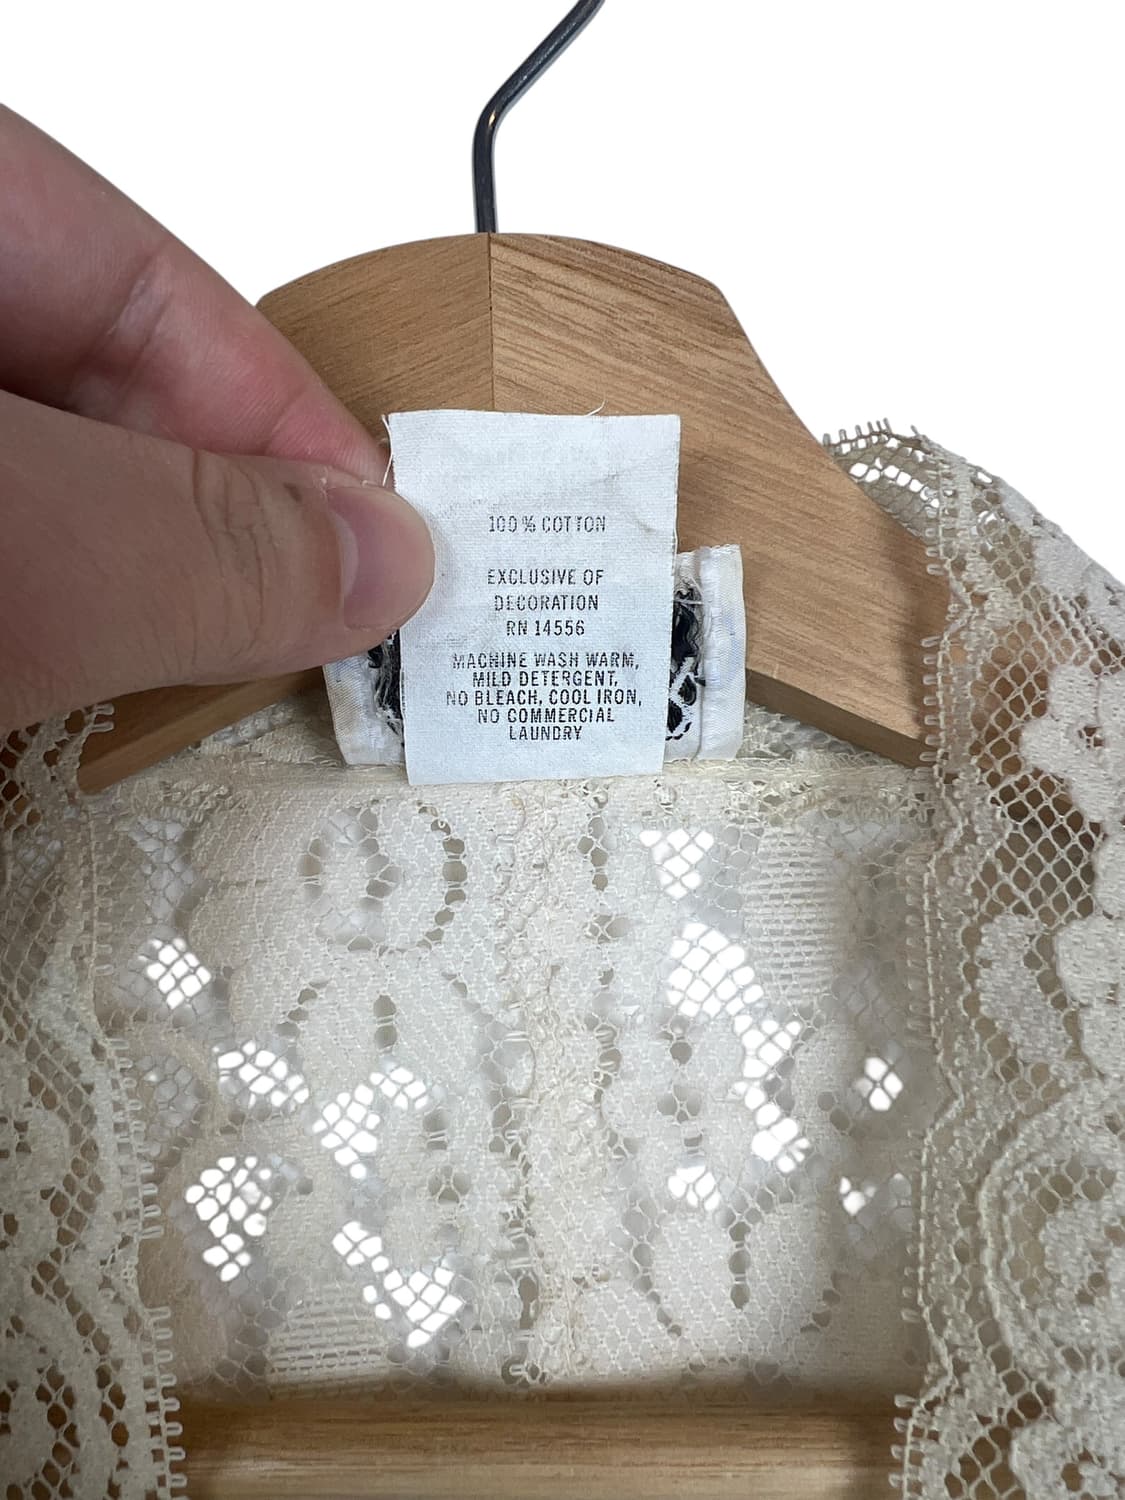 100% COTTON
EXCLUSIVE OF
DECORATION
RN 14556
MACHINE WASH WARM,
MILD DETERGENT,
NO BLEACH, COOL IRON,
NO COMMERCIAL
LAUNDRY